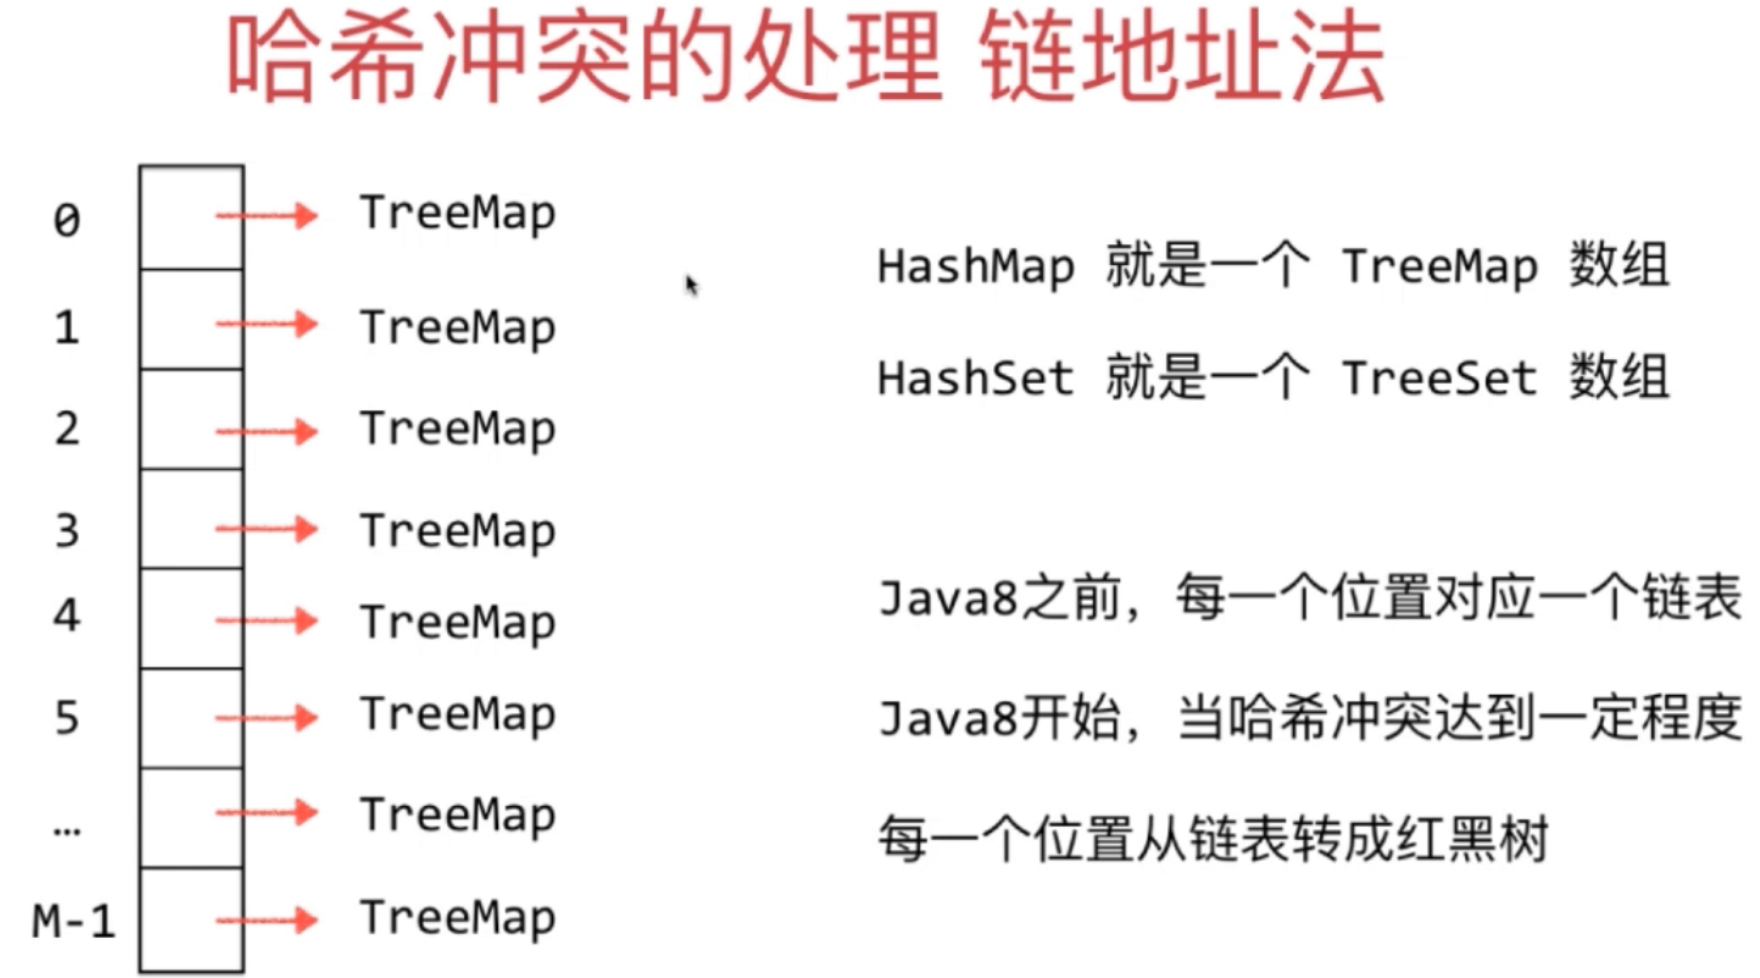 哈希冲突的处理 链地址法
0 TreeMap
1 TreeMap
2 TreeMap
3 TreeMap
4 TreeMap
5 TreeMap
… TreeMap
M-1 TreeMap
HashMap 就是一个 TreeMap 数组
HashSet 就是一个 TreeSet 数组
Java8之前，每一个位置对应一个链表
Java8开始，当哈希冲突达到一定程度
每一个位置从链表转成红黑树